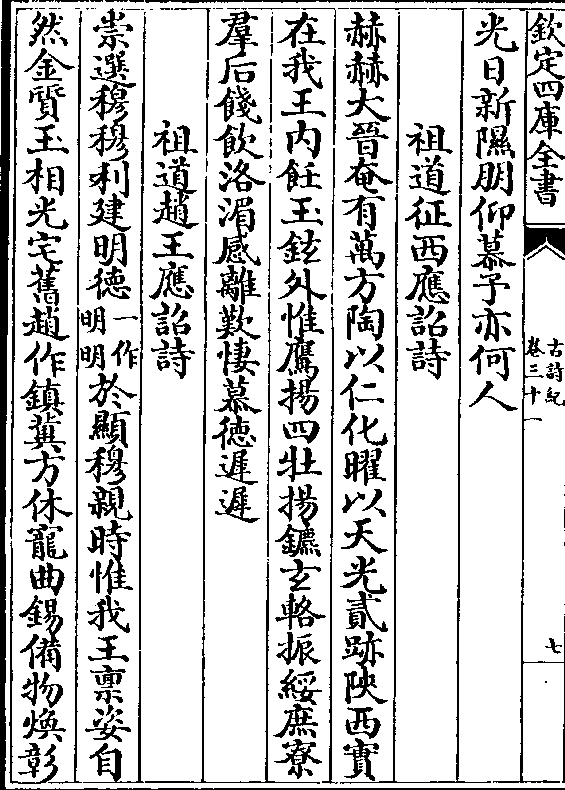 欽定四庫全書
古詩紀
卷三十一
七
光日新隰朋仰慕予亦何人
祖道征西應詔詩
赫赫大晉奄有萬方陶以仁化曜以天光貳跡陝西實
在我王内飪玉鉉外惟鷹揚四牡揚鑣玄輅振綏庶寮
羣后餞飲洛湄感離歎悽慕徳遲遲
祖道趙王應詔詩
崇選穆穆利建明德一作明明於顯穆親時惟我王禀姿自
然金質玉相光宅舊趙作鎮冀方休寵曲錫備物煥彰